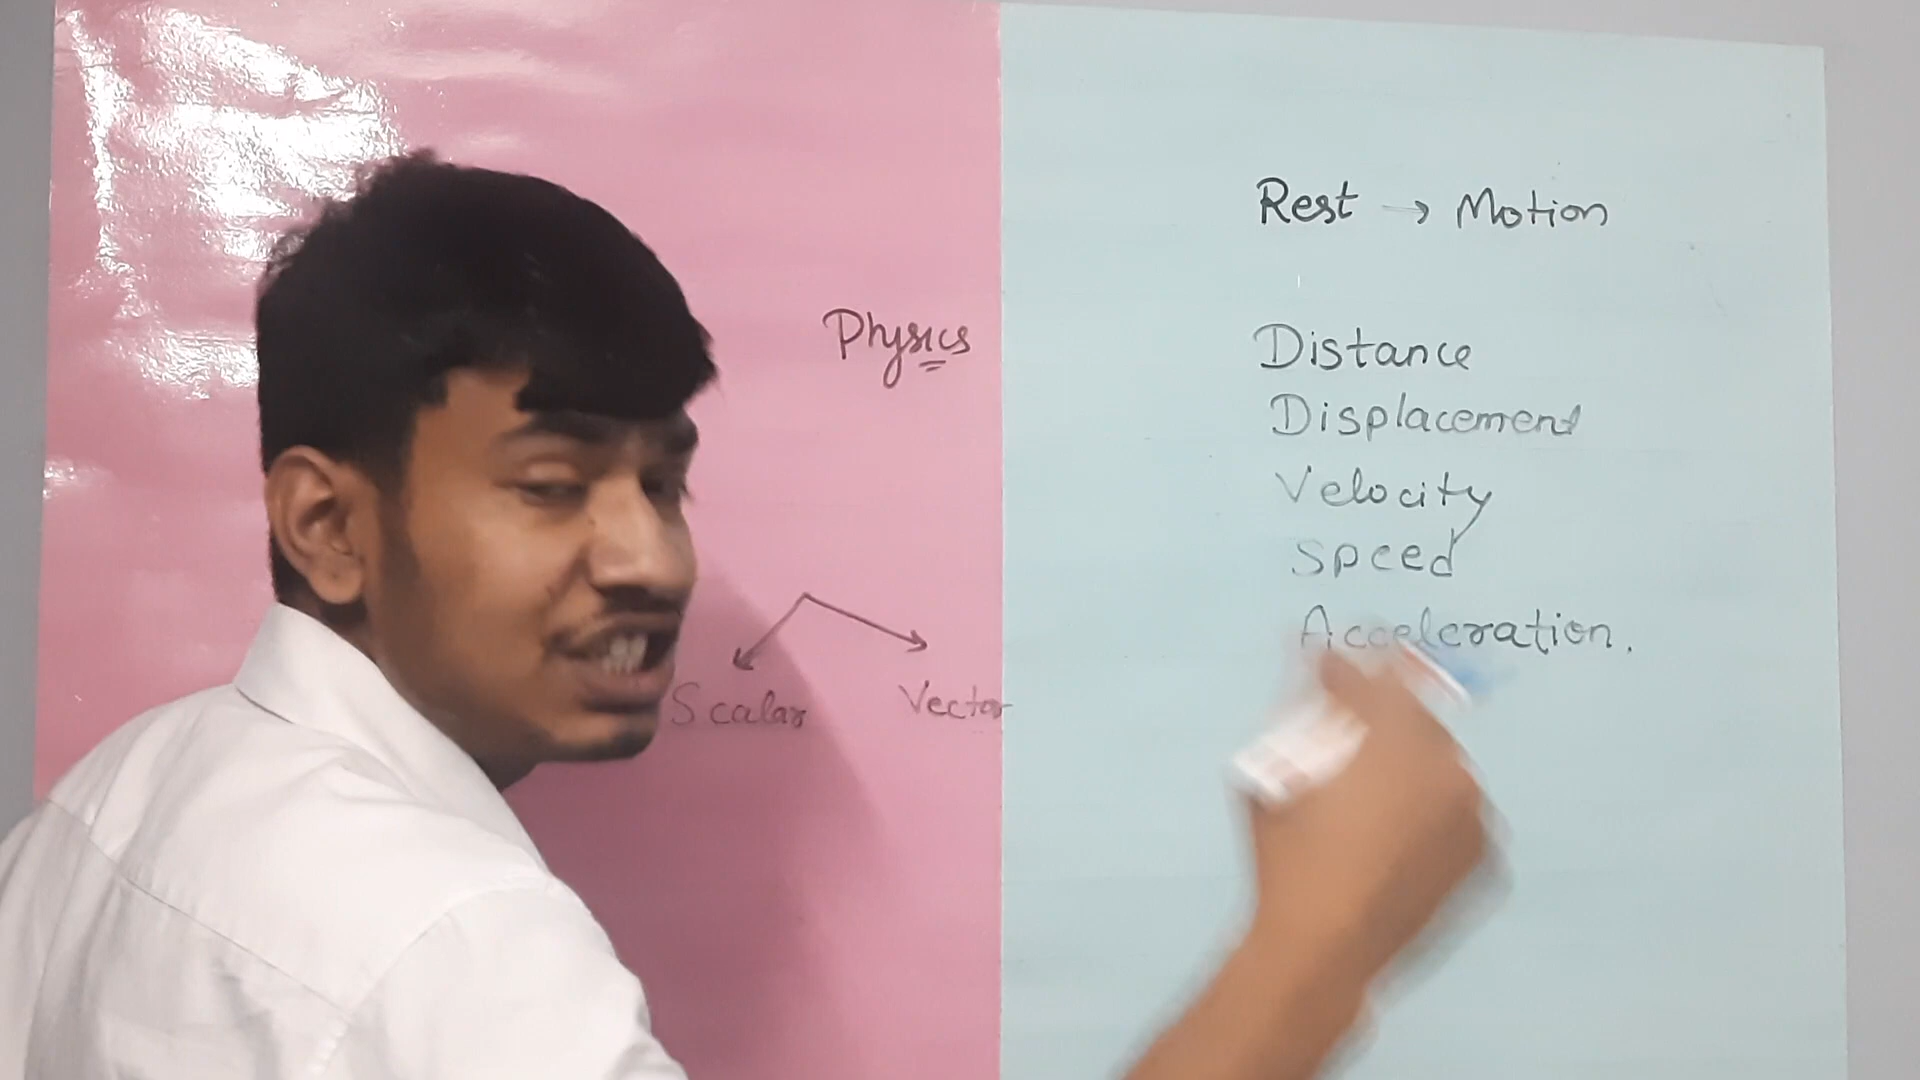 Physics
Scalar Vector
Rest → Motion
Distance
Displacement
Velocity
Speed
Acceleration.